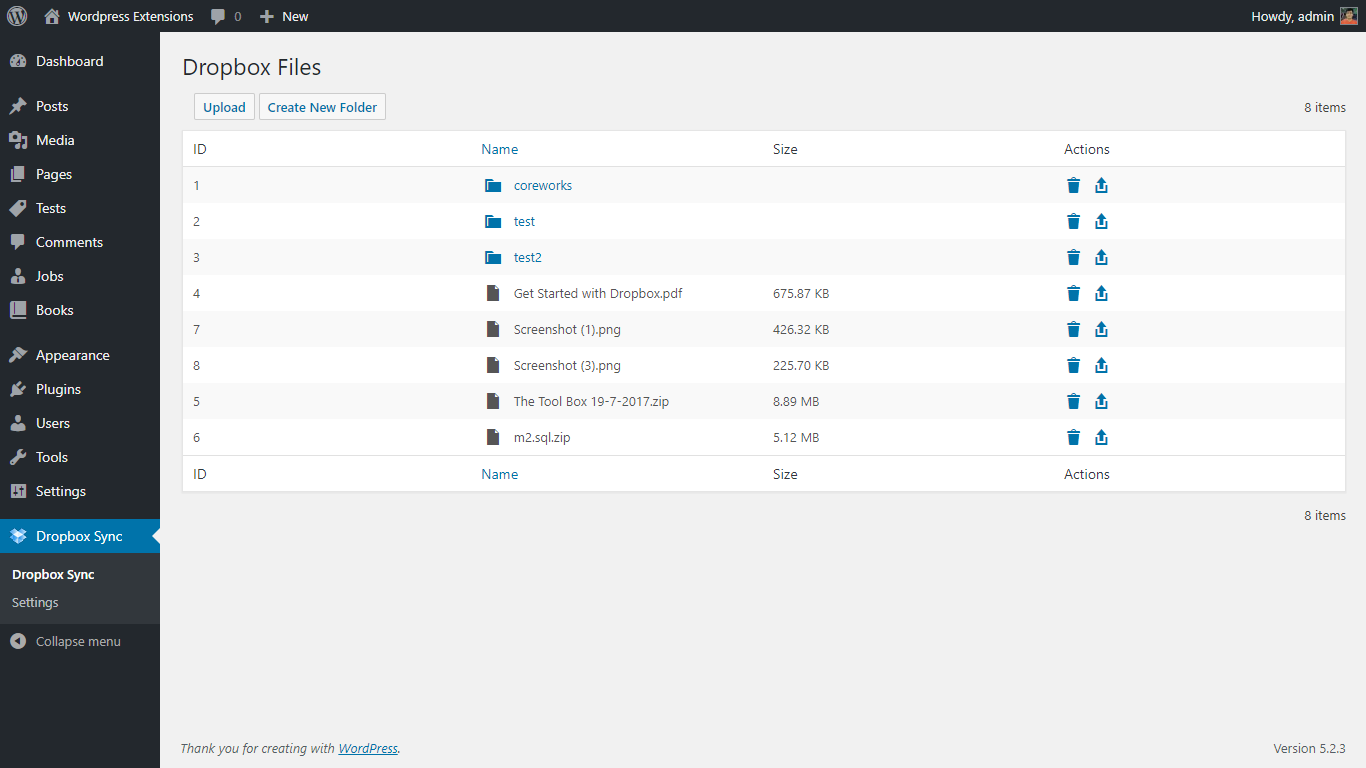 Wordpress Extensions 0 New Howdy, admin
Dashboard
Posts
Media
Pages
Tests
Comments
Jobs
Books
Appearance
Plugins
Users
Tools
Settings
Dropbox Sync
Dropbox Sync
Settings
Collapse menu
Dropbox Files
Upload Create New Folder 8 items
ID Name Size Actions
1 coreworks
2 test
3 test2
4 Get Started with Dropbox.pdf 675.87 KB
7 Screenshot (1).png 426.32 KB
8 Screenshot (3).png 225.70 KB
5 The Tool Box 19-7-2017.zip 8.89 MB
6 m2.sql.zip 5.12 MB
ID Name Size Actions
8 items
Thank you for creating with WordPress. Version 5.2.3